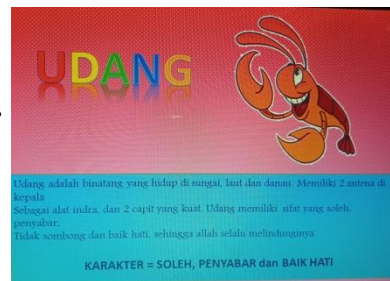 UDANG
Udang adalah binatang yang hidup di sungai, laut dan danau. Memiliki 2 antena di
kepala
Sebagai alat indra, dan 2 capit yang kuat. Udang memiliki sifat yang soleh,
penyabar,
Tidak sombong dan baik hati, sehingga allah selalu melindunginya
KARAKTER = SOLEH, PENYABAR dan BAIK HATI